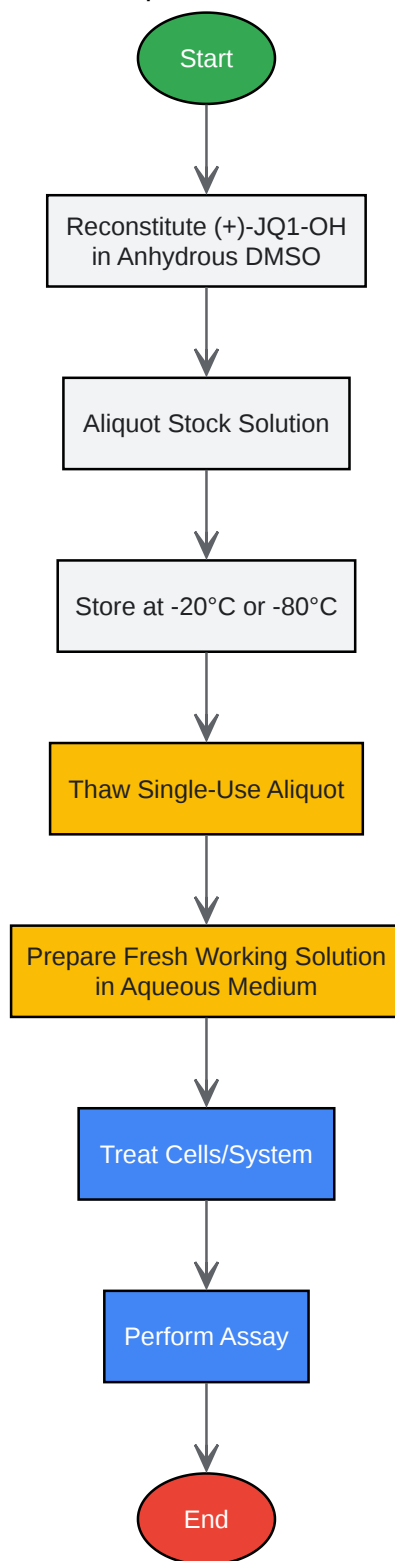 Start
Reconstitute (+)-JQ1-OH
in Anhydrous DMSO
Aliquot Stock Solution
Store at -20°C or -80°C
Thaw Single-Use Aliquot
Prepare Fresh Working Solution
in Aqueous Medium
Treat Cells/System
Perform Assay
End